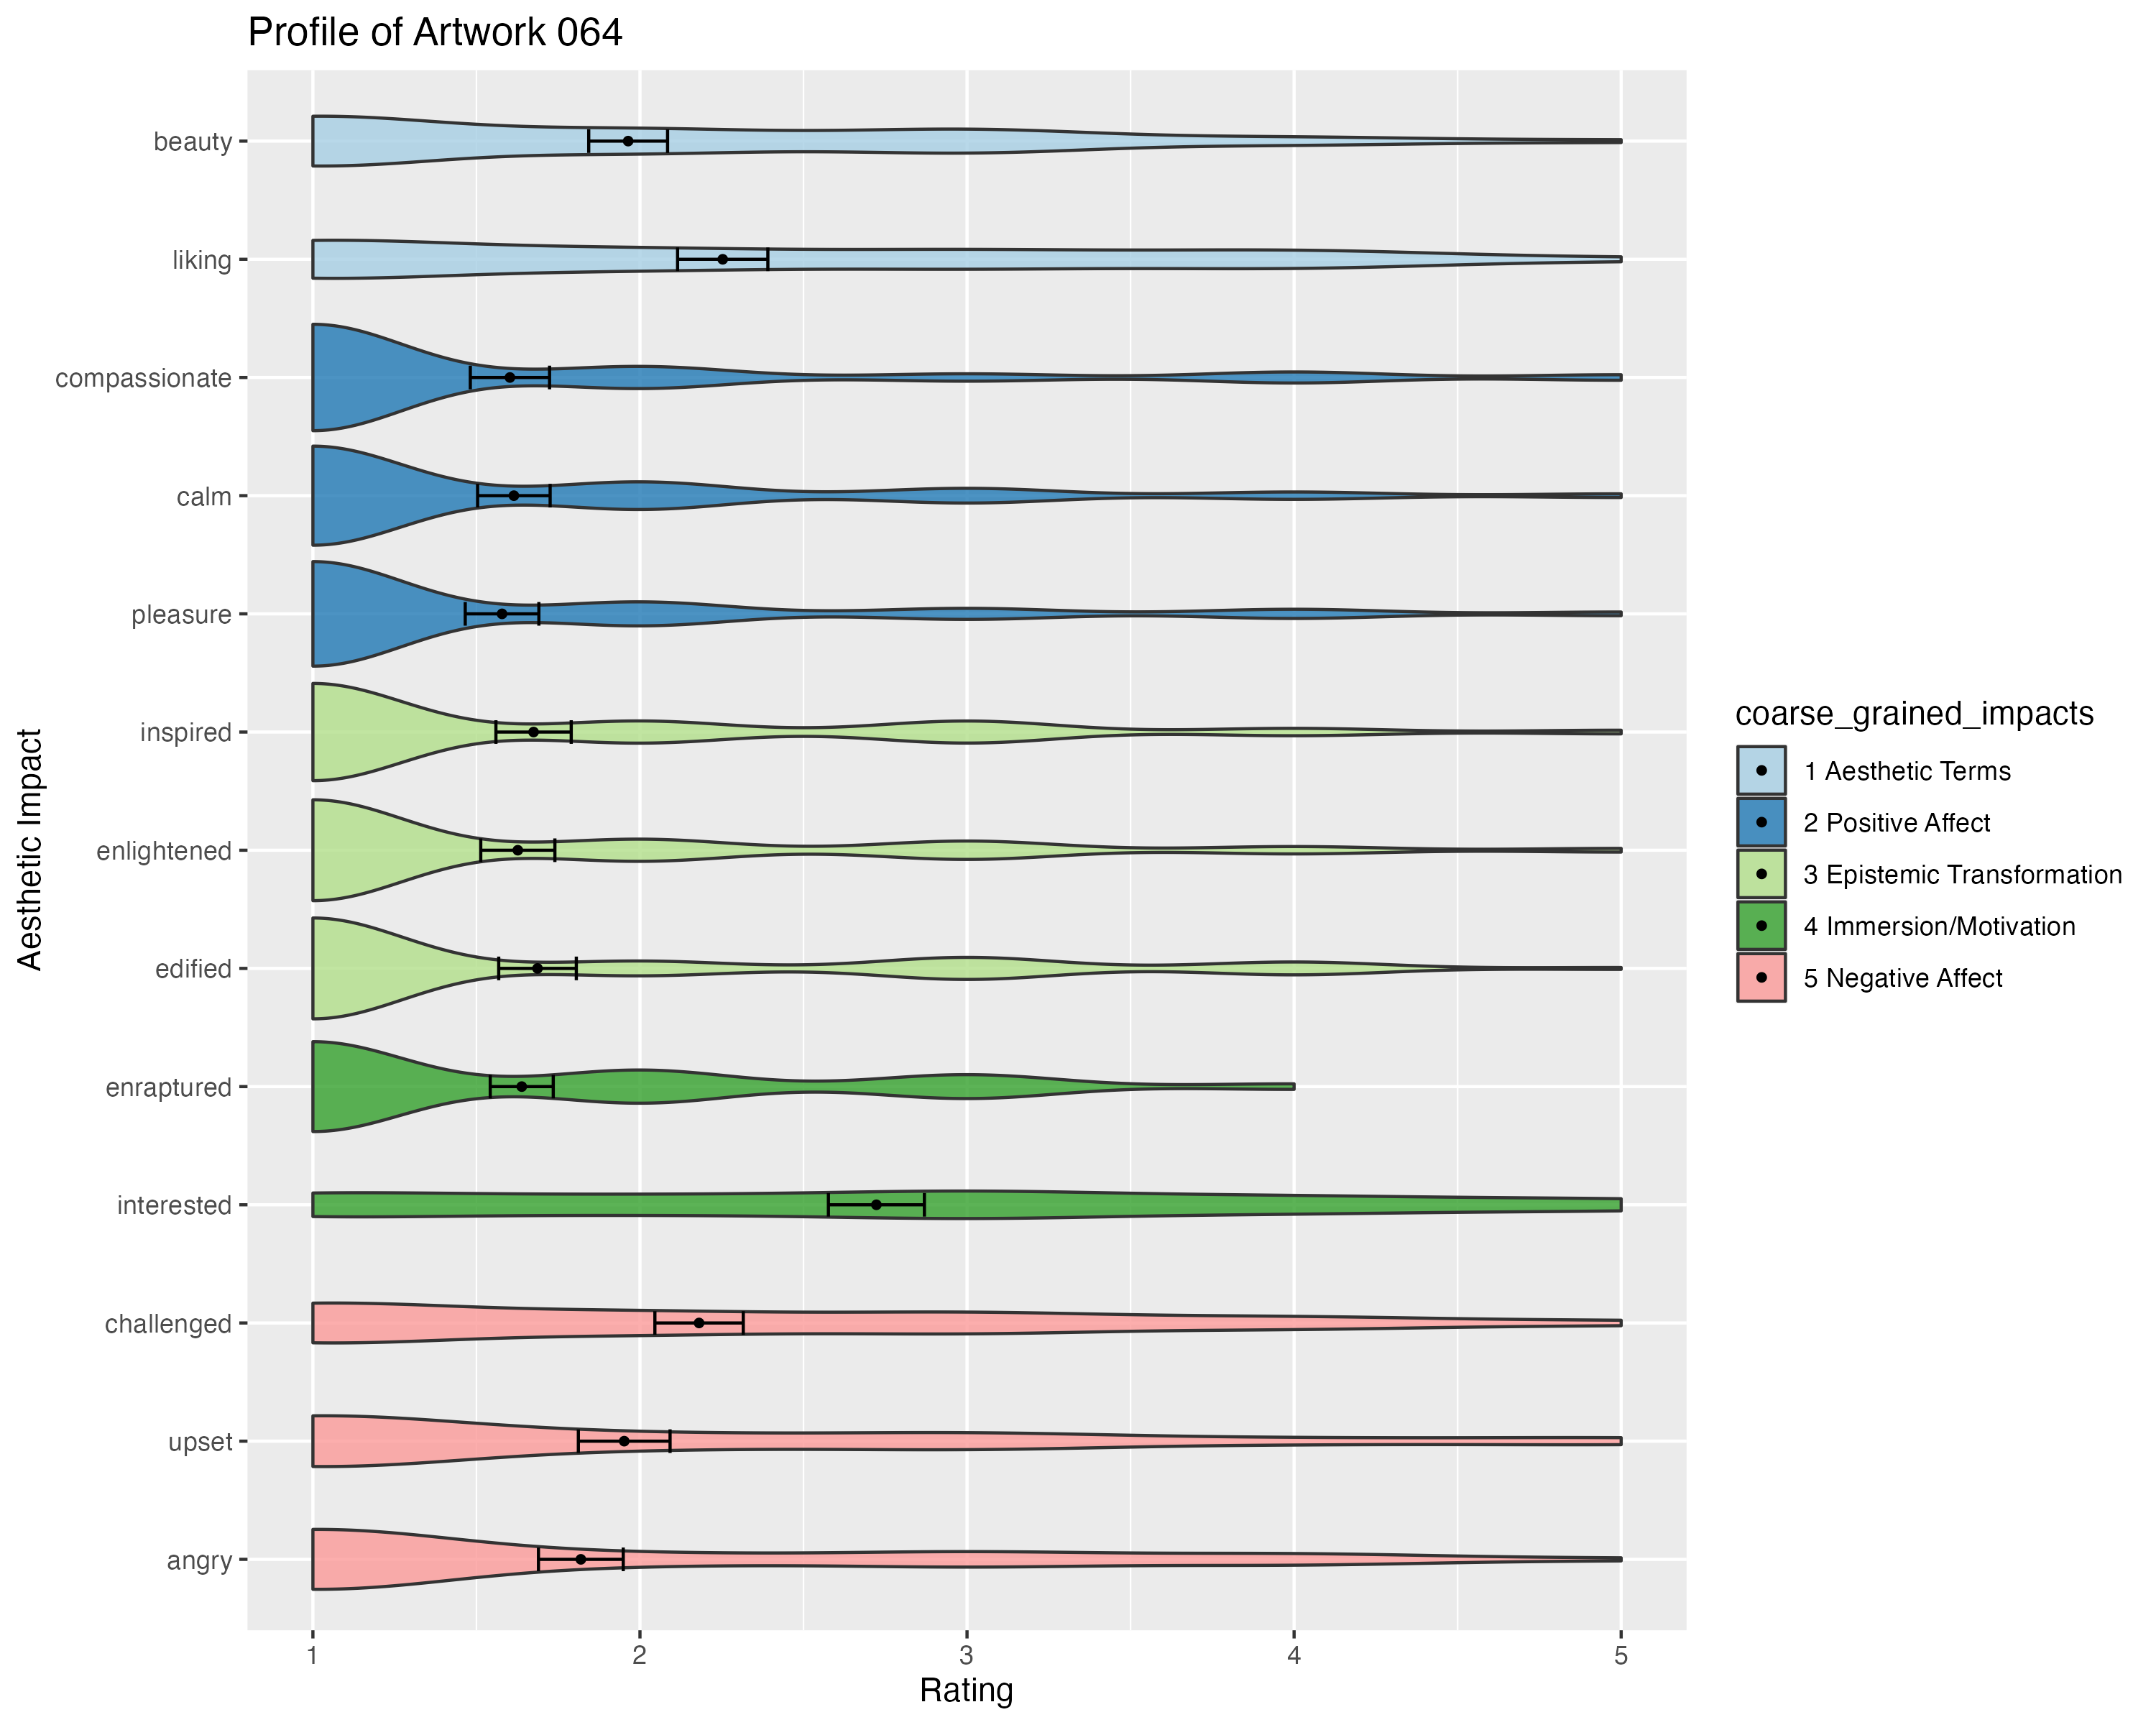 Profile of Artwork 064
beauty
liking
compassionate
calm
pleasure
inspired
enlightened
edified
enraptured
interested
challenged
upset
angry
Aesthetic Impact
1 2 3 4 5
Rating
coarse_grained_impacts
1 Aesthetic Terms
2 Positive Affect
3 Epistemic Transformation
4 Immersion/Motivation
5 Negative Affect